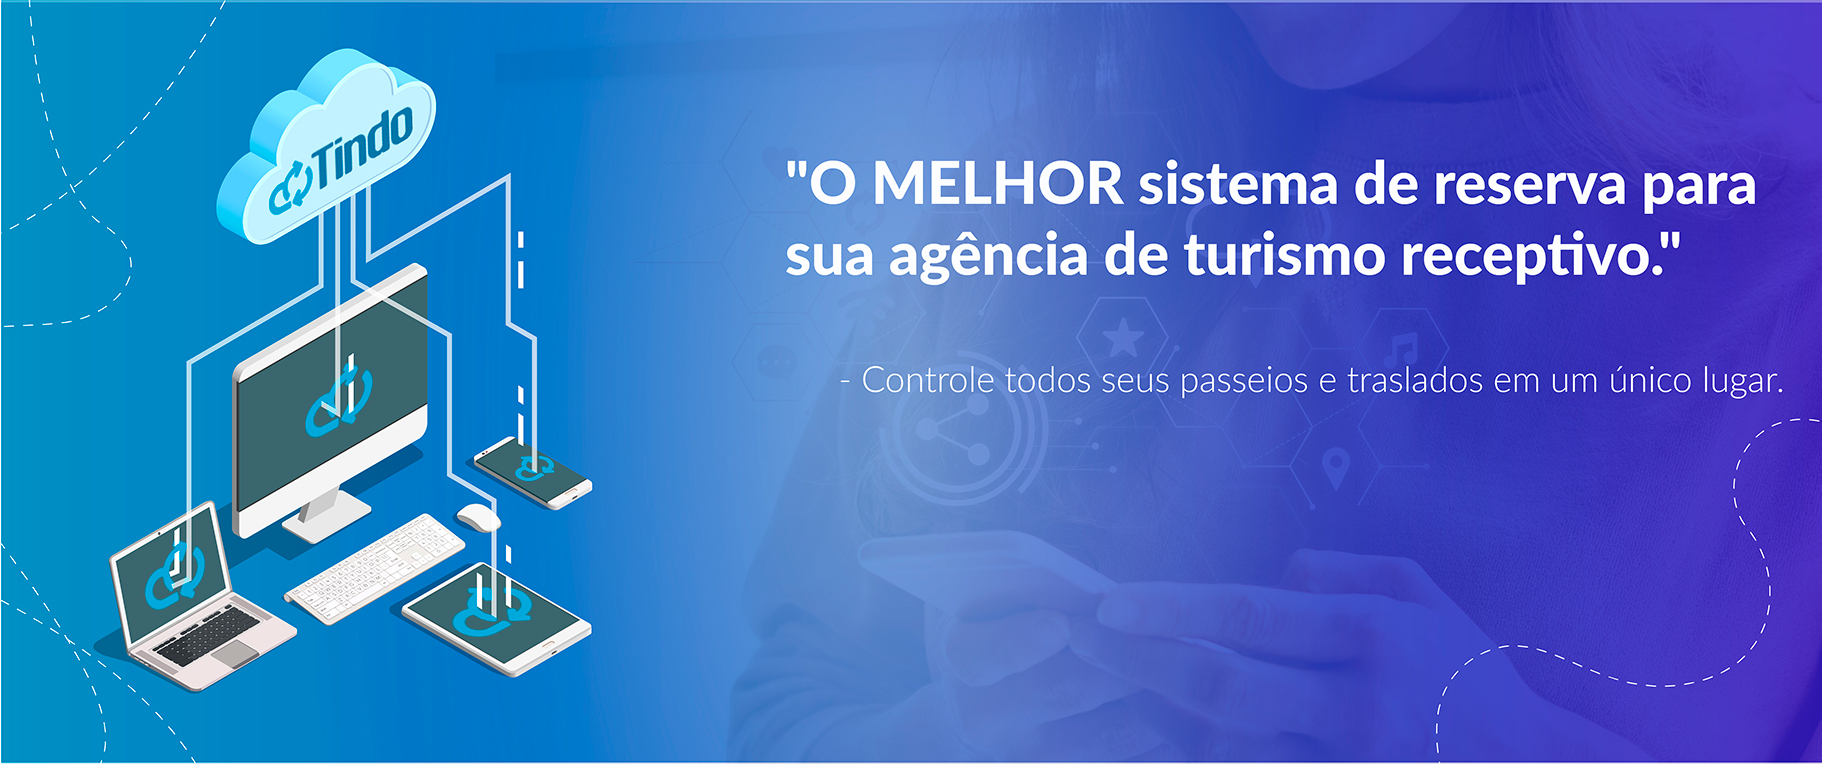 Tindo
"O MELHOR sistema de reserva para
sua agência de turismo receptivo."
- Controle todos seus passeios e traslados em um único lugar.